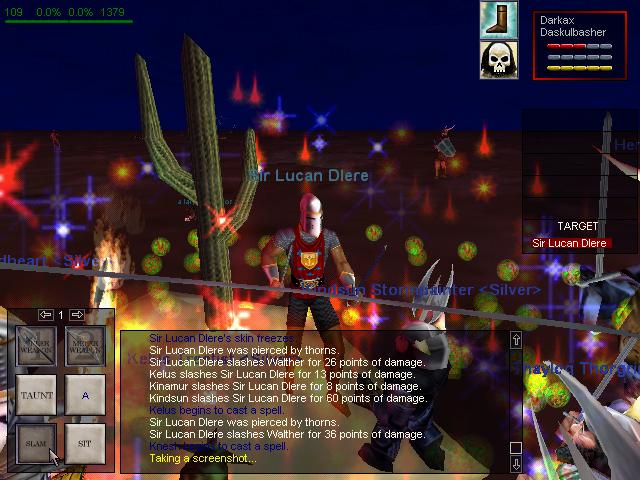 109 0.0% 0.0% 1379
Darkax
Daskulbasher
Sir Lucan Dlere
TARGET
Sir Lucan Dlere
<Silver>
1
TAUNT
A
SLAM
SIT
Sir Lucan Dlere's skin freezes.
Sir Lucan Dlere was pierced by thorns.
Sir Lucan Dlere slashes Walther for 26 points of damage.
Kelus slashes Sir Lucan Dlere for 13 points of damage.
Kinamur slashes Sir Lucan Dlere for 8 points of damage.
Kindsun slashes Sir Lucan Dlere for 60 points of damage.
Kelus begins to cast a spell.
Sir Lucan Dlere was pierced by thorns.
Sir Lucan Dlere slashes Walther for 36 points of damage.
begins to cast a spell.
Taking a screenshot...